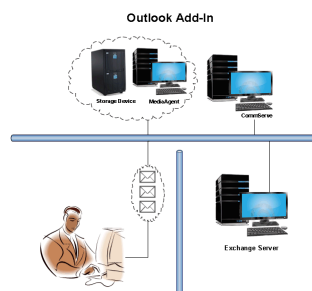 Outlook Add-In
Storage Device
MediaAgent
CommServe
Exchange Server